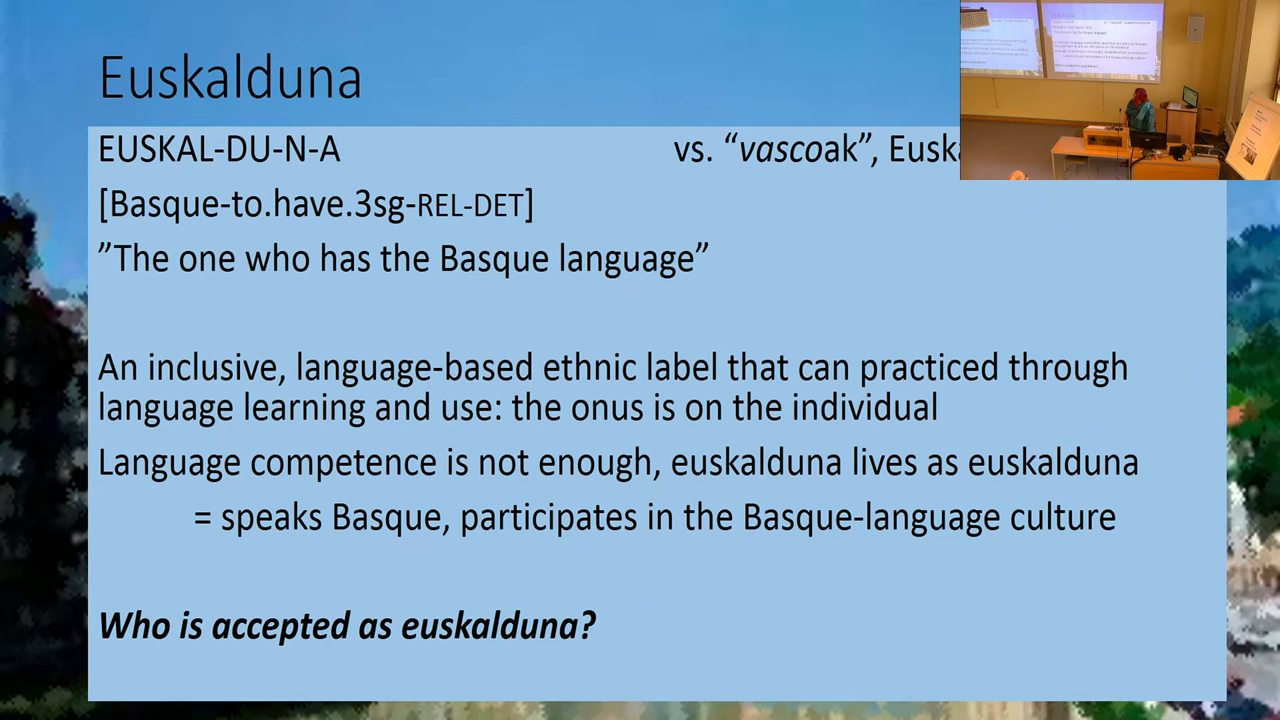 Euskalduna
EUSKAL-DU-N-A vs. “vascoak”,
[Basque-to.have.3sg-REL-DET]
”The one who has the Basque language”
An inclusive, language-based ethnic label that can practiced through
language learning and use: the onus is on the individual
Language competence is not enough, euskalduna lives as euskalduna
= speaks Basque, participates in the Basque-language culture
Who is accepted as euskalduna?